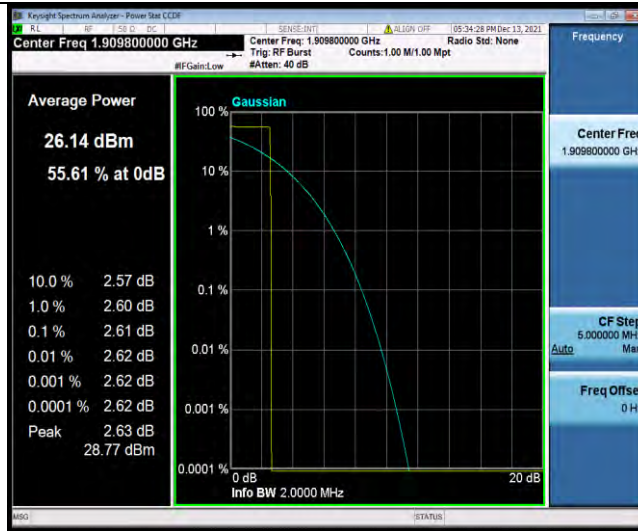 Keysight Spectrum Analyzer - Power Stat CCDF
RL RF 50 Ω DC SENSE:INT ALIGN OFF 05:34:28 PM Dec 13, 2021
Center Freq 1.909800000 GHz
Center Freq: 1.909800000 GHz Radio Std: None
Trig: RF Burst Counts:1.00 M/1.00 Mpt
#IFGain:Low #Atten: 40 dB
Frequency
Average Power
26.14 dBm
55.61 % at 0dB
10.0 % 2.57 dB
1.0 % 2.60 dB
0.1 % 2.61 dB
0.01 % 2.62 dB
0.001 % 2.62 dB
0.0001 % 2.62 dB
Peak 2.63 dB
28.77 dBm
Gaussian
100 %
10 %
1 %
0.1 %
0.01 %
0.001 %
0.0001 %
0 dB 20 dB
Info BW 2.0000 MHz
Center Fre
1.909800000 GH
CF Step
5.000000 MH
Auto Ma
Freq Offse
0 H
MSG STATUS